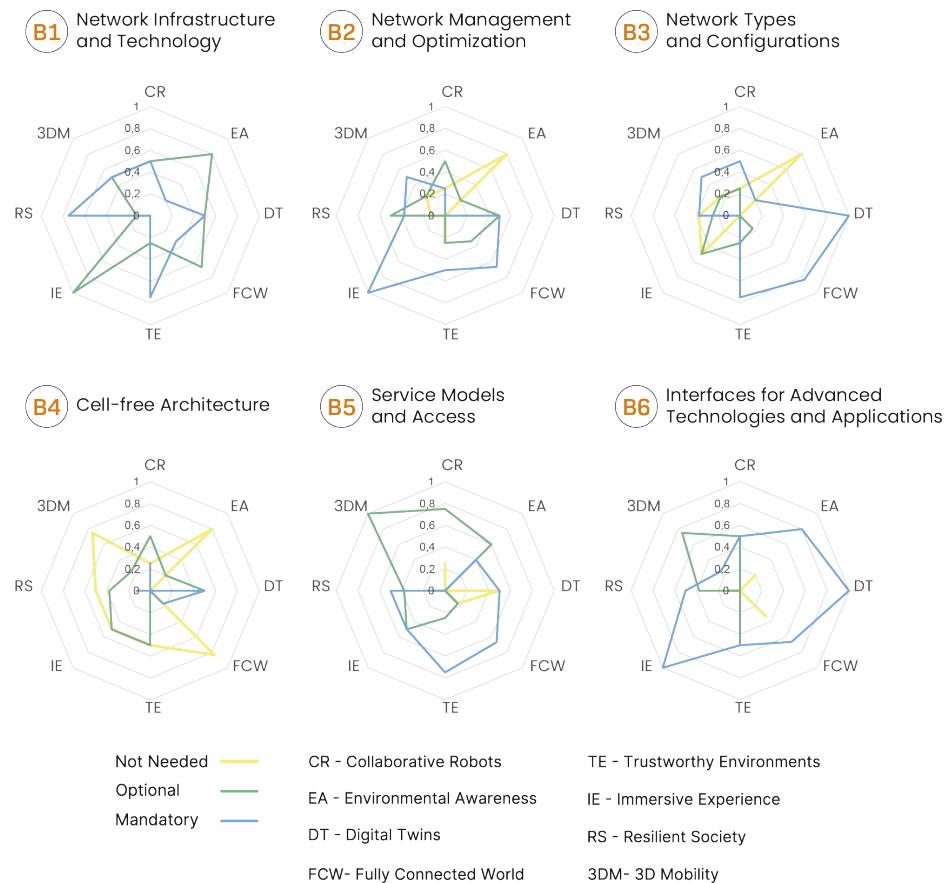 B1 Network Infrastructure
and Technology
B2 Network Management
and Optimization
B3 Network Types
and Configurations
CR
EA
DT
FCW
TE
IE
RS
3DM
1
0,8
0,6
0,4
0,2
0
CR
EA
DT
FCW
TE
IE
RS
3DM
1
0,8
0,6
0,4
0,2
0
CR
EA
DT
FCW
TE
IE
RS
3DM
1
0,8
0,6
0,4
0,2
0
B4 Cell-free Architecture
B5 Service Models
and Access
B6 Interfaces for Advanced
Technologies and Applications
CR
EA
DT
FCW
TE
IE
RS
3DM
1
0,8
0,6
0,4
0,2
0
CR
EA
DT
FCW
TE
IE
RS
3DM
1
0,8
0,6
0,4
0,2
0
CR
EA
DT
FCW
TE
IE
RS
3DM
1
0,8
0,6
0,4
0,2
0
Not Needed
Optional
Mandatory
CR - Collaborative Robots
EA - Environmental Awareness
DT - Digital Twins
FCW- Fully Connected World
TE - Trustworthy Environments
IE - Immersive Experience
RS - Resilient Society
3DM- 3D Mobility